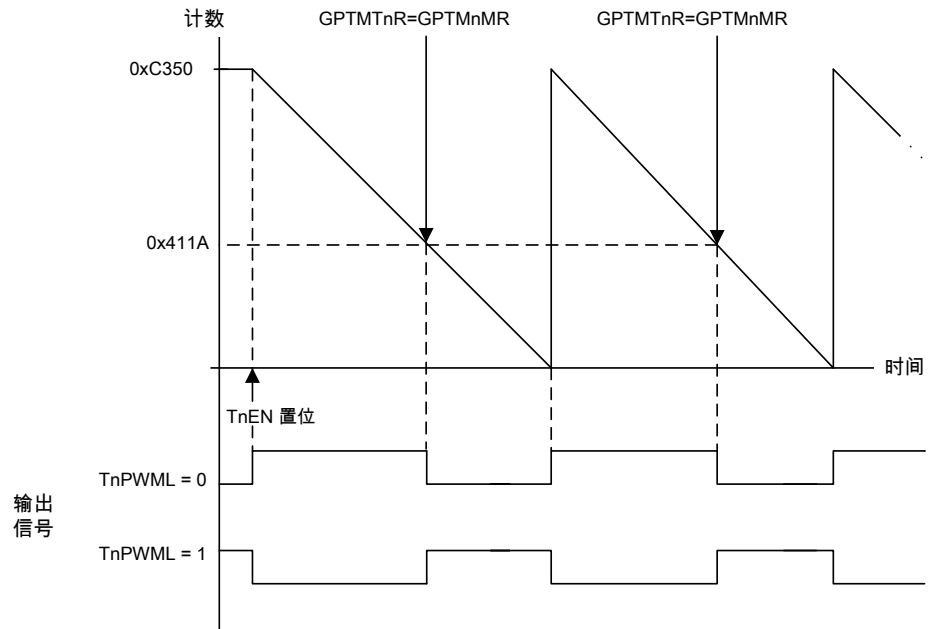 计数
GPTMTnR=GPTMnMR
GPTMTnR=GPTMnMR
0xC350
0x411A
时间
TnEN 置位
TnPWML = 0
输出
信号
TnPWML = 1